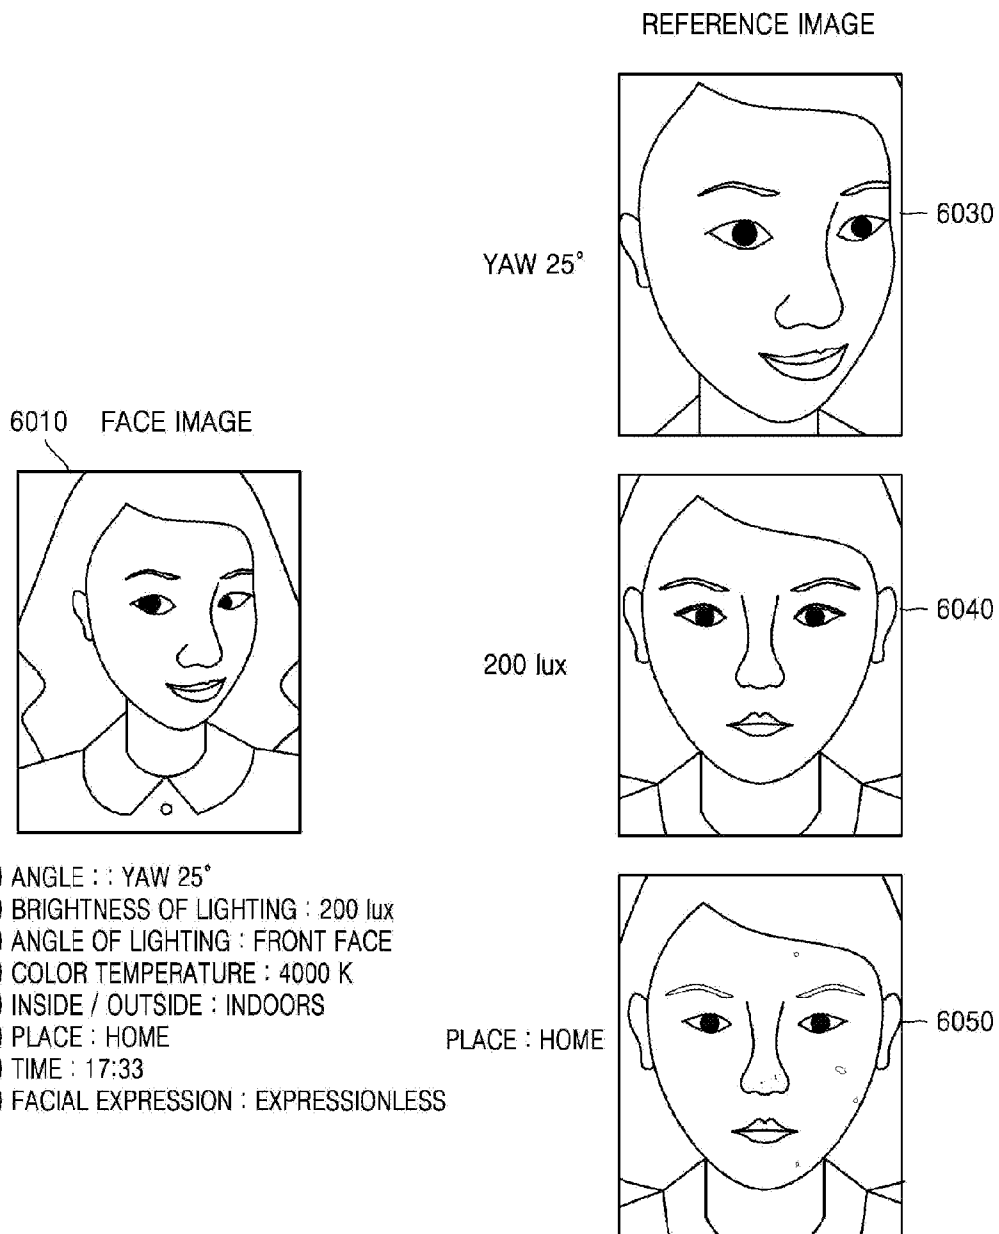 REFERENCE IMAGE
6030
YAW 25°
6010 FACE IMAGE
6040
200 lux
ANGLE : : YAW 25°
BRIGHTNESS OF LIGHTING : 200 lux
ANGLE OF LIGHTING : FRONT FACE
COLOR TEMPERATURE : 4000 K
INSIDE / OUTSIDE : INDOORS
PLACE : HOME
TIME : 17:33
FACIAL EXPRESSION : EXPRESSIONLESS
6050
PLACE : HOME